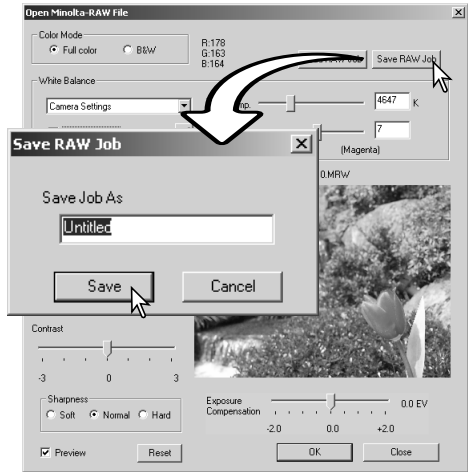 Open Minolta-RAW File
Color Mode
Full color B&W
R:178
G:163
B:164
Save RAW Job
White Balance
Camera Settings
4647 K
7
(Magenta)
0.MRW
Save RAW Job
Save Job As
Untitled
Save Cancel
Contrast
-3 0 3
Sharpness
Soft Normal Hard
Exposure
Compensation
0.0 EV
-2.0 0.0 +2.0
Preview Reset OK Close